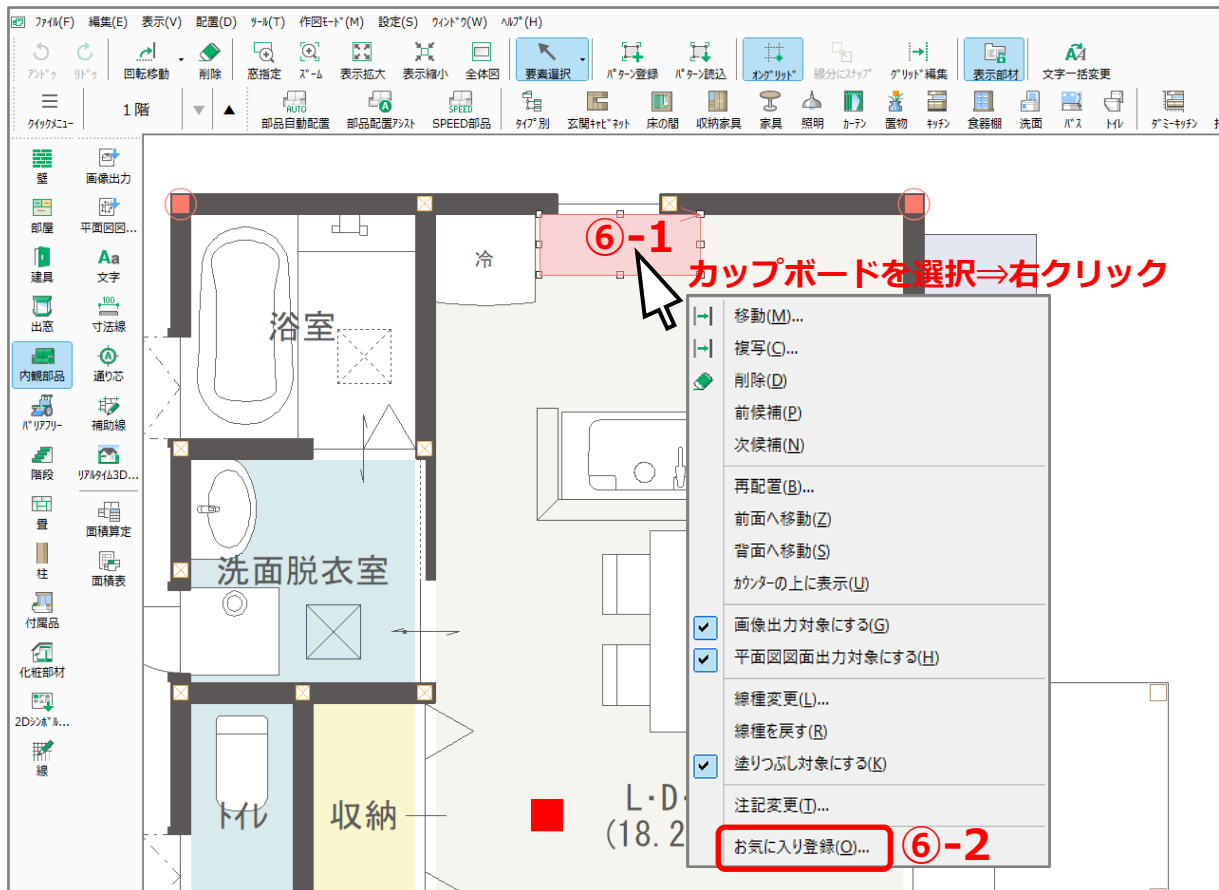 ﾌｧｲﾙ(F) 編集(E) 表示(V) 配置(D) ﾂｰﾙ(T) 作図ﾓｰﾄﾞ(M) 設定(S) ｳｨﾝﾄﾞｳ(W) ﾍﾙﾌﾟ(H)
ｱﾝﾄﾞｩ ﾘﾄﾞｩ 回転移動 削除 窓指定 ｽﾞｰﾑ 表示拡大 表示縮小 全体図 要素選択 ﾊﾟﾀｰﾝ登録 ﾊﾟﾀｰﾝ読込 ｵﾝｸﾞﾘｯﾄﾞ 線分にｽﾅｯﾌﾟ ｸﾞﾘｯﾄﾞ編集 表示部材 文字一括変更
ｸｲｯｸﾒﾆｭｰ 1 階 ▼ ▲ AUTO 部品自動配置 部品配置ｱｼｽﾄ SPEED SPEED部品 ﾀｲﾌﾟ別 玄関ｷｬﾋﾞﾈｯﾄ 床の間 収納家具 家具 照明 ｶｰﾃﾝ 置物 ｷｯﾁﾝ 食器棚 洗面 ﾊﾞｽ ﾄｲﾚ ﾀﾞﾐｰｷｯﾁﾝ
壁 画像出力
部屋 平面図図...
建具 Aa 文字
出窓 100 寸法線
内観部品 A 通り芯
ﾊﾞﾘｱﾌﾘｰ 補助線
階段 ﾘｱﾙﾀｲﾑ3D...
畳 面積算定
柱 面積表
付属品
化粧部材
2Dｼﾝﾎﾞﾙ...
線
⑥-1
カップボードを選択⇒右クリック
冷
浴室
洗面脱衣室
トイレ
収納
L・D・
(18.2
移動(M)...
複写(C)...
削除(D)
前候補(P)
次候補(N)
再配置(B)...
前面へ移動(Z)
背面へ移動(S)
ｶｳﾝﾀｰの上に表示(U)
画像出力対象にする(G)
平面図図面出力対象にする(H)
線種変更(L)...
線種を戻す(R)
塗りつぶし対象にする(K)
注記変更(T)...
お気に入り登録(O)...
⑥-2